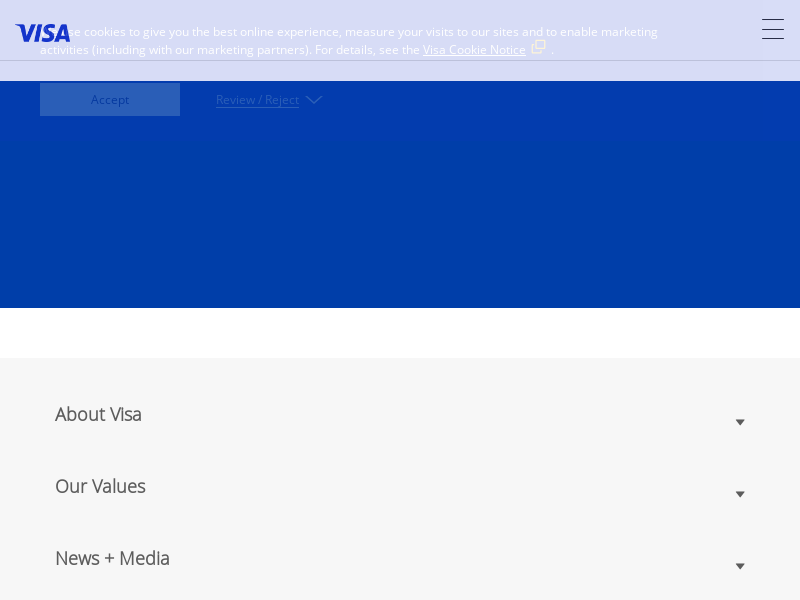 VISA
se cookies to give you the best online experience, measure your visits to our sites and to enable marketing
activities (including with our marketing partners). For details, see the Visa Cookie Notice .
Accept
Review / Reject
About Visa
Our Values
News + Media